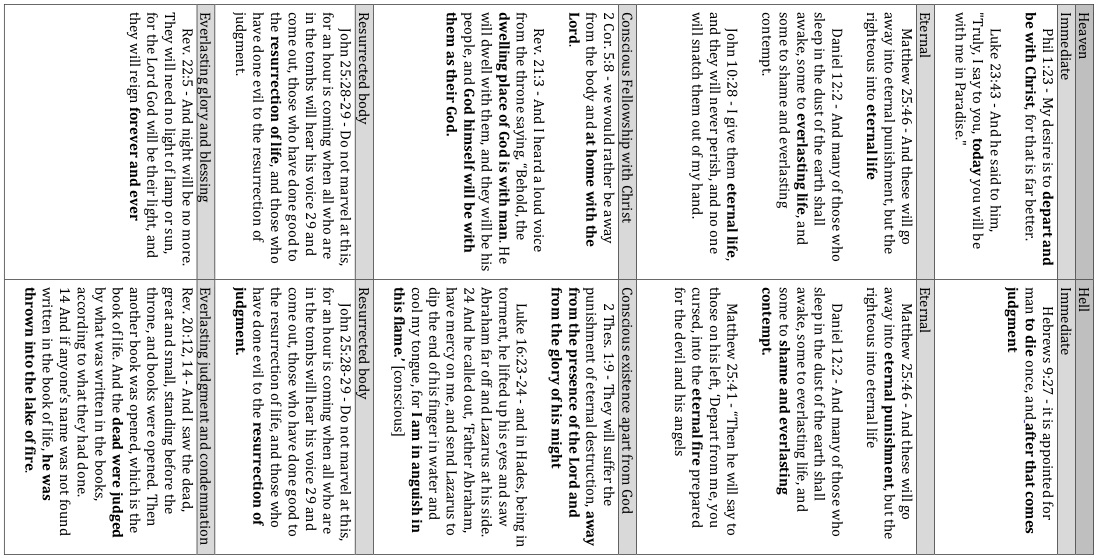 Heaven
Hell
Immediate
Immediate
Phil 1:23 - My desire is to depart and
be with Christ, for that is far better.
Luke 23:43 - And he said to him,
"Truly, I say to you, today you will be
with me in Paradise."
Hebrews 9:27 - it is appointed for
man to die once, and after that comes
judgment
Eternal
Eternal
Matthew 25:46 - And these will go
away into eternal punishment, but the
righteous into eternal life
Daniel 12:2 - And many of those who
sleep in the dust of the earth shall
awake, some to everlasting life, and
some to shame and everlasting
contempt.
John 10:28 - I give them eternal life,
and they will never perish, and no one
will snatch them out of my hand.
Matthew 25:46 - And these will go
away into eternal punishment, but the
righteous into eternal life
Daniel 12:2 - And many of those who
sleep in the dust of the earth shall
awake, some to everlasting life, and
some to shame and everlasting
contempt.
Matthew 25:41 - “Then he will say to
those on his left, ‘Depart from me, you
cursed, into the eternal fire prepared
for the devil and his angels
Conscious Fellowship with Christ
Conscious existence apart from God
2 Cor. 5:8 - we would rather be away
from the body and at home with the
Lord.
Rev. 21:3 - And I heard a loud voice
from the throne saying, “Behold, the
dwelling place of God is with man. He
will dwell with them, and they will be his
people, and God himself will be with
them as their God.
2 Thes. 1:9 - They will suffer the
punishment of eternal destruction, away
from the presence of the Lord and
from the glory of his might
Luke 16:23-24 - and in Hades, being in
torment, he lifted up his eyes and saw
Abraham far off and Lazarus at his side.
24 And he called out, ‘Father Abraham,
have mercy on me, and send Lazarus to
dip the end of his finger in water and
cool my tongue, for I am in anguish in
this flame.’ [conscious]
Resurrected body
Resurrected body
John 25:28-29 - Do not marvel at this,
for an hour is coming when all who are
in the tombs will hear his voice 29 and
come out, those who have done good to
the resurrection of life, and those who
have done evil to the resurrection of
judgment.
John 25:28-29 - Do not marvel at this,
for an hour is coming when all who are
in the tombs will hear his voice 29 and
come out, those who have done good to
the resurrection of life, and those who
have done evil to the resurrection of
judgment.
Everlasting glory and blessing
Everlasting judgment and condemnation
Rev. 22:5 - And night will be no more.
They will need no light of lamp or sun,
for the Lord God will be their light, and
they will reign forever and ever
Rev. 20:12, 14 - And I saw the dead,
great and small, standing before the
throne, and books were opened. Then
another book was opened, which is the
book of life. And the dead were judged
by what was written in the books,
according to what they had done.
14 And if anyone’s name was not found
written in the book of life, he was
thrown into the lake of fire.